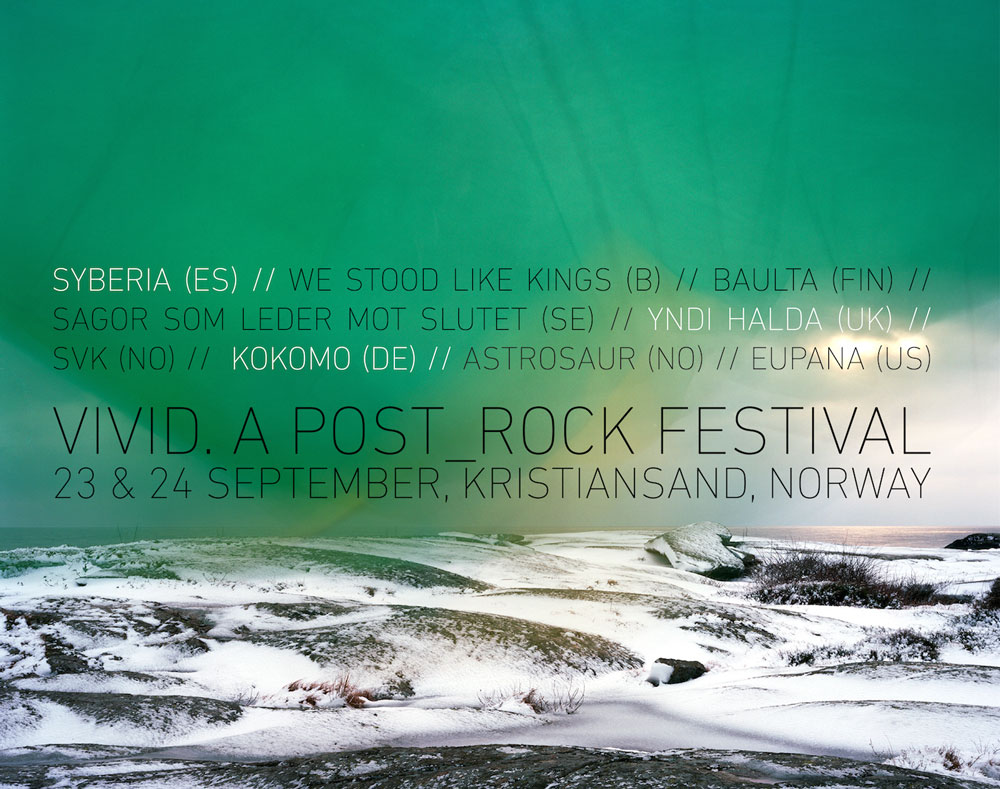 SYBERIA (ES) // WE STOOD LIKE KINGS (B) // BAULTA (FIN) //
SAGOR SOM LEDER MOT SLUTET (SE) // YNDI HALDA (UK) //
SVK (NO) // KOKOMO (DE) // ASTROSAUR (NO) // EUPANA (US)
VIVID. A POST_ROCK FESTIVAL
23 & 24 SEPTEMBER, KRISTIANSAND, NORWAY